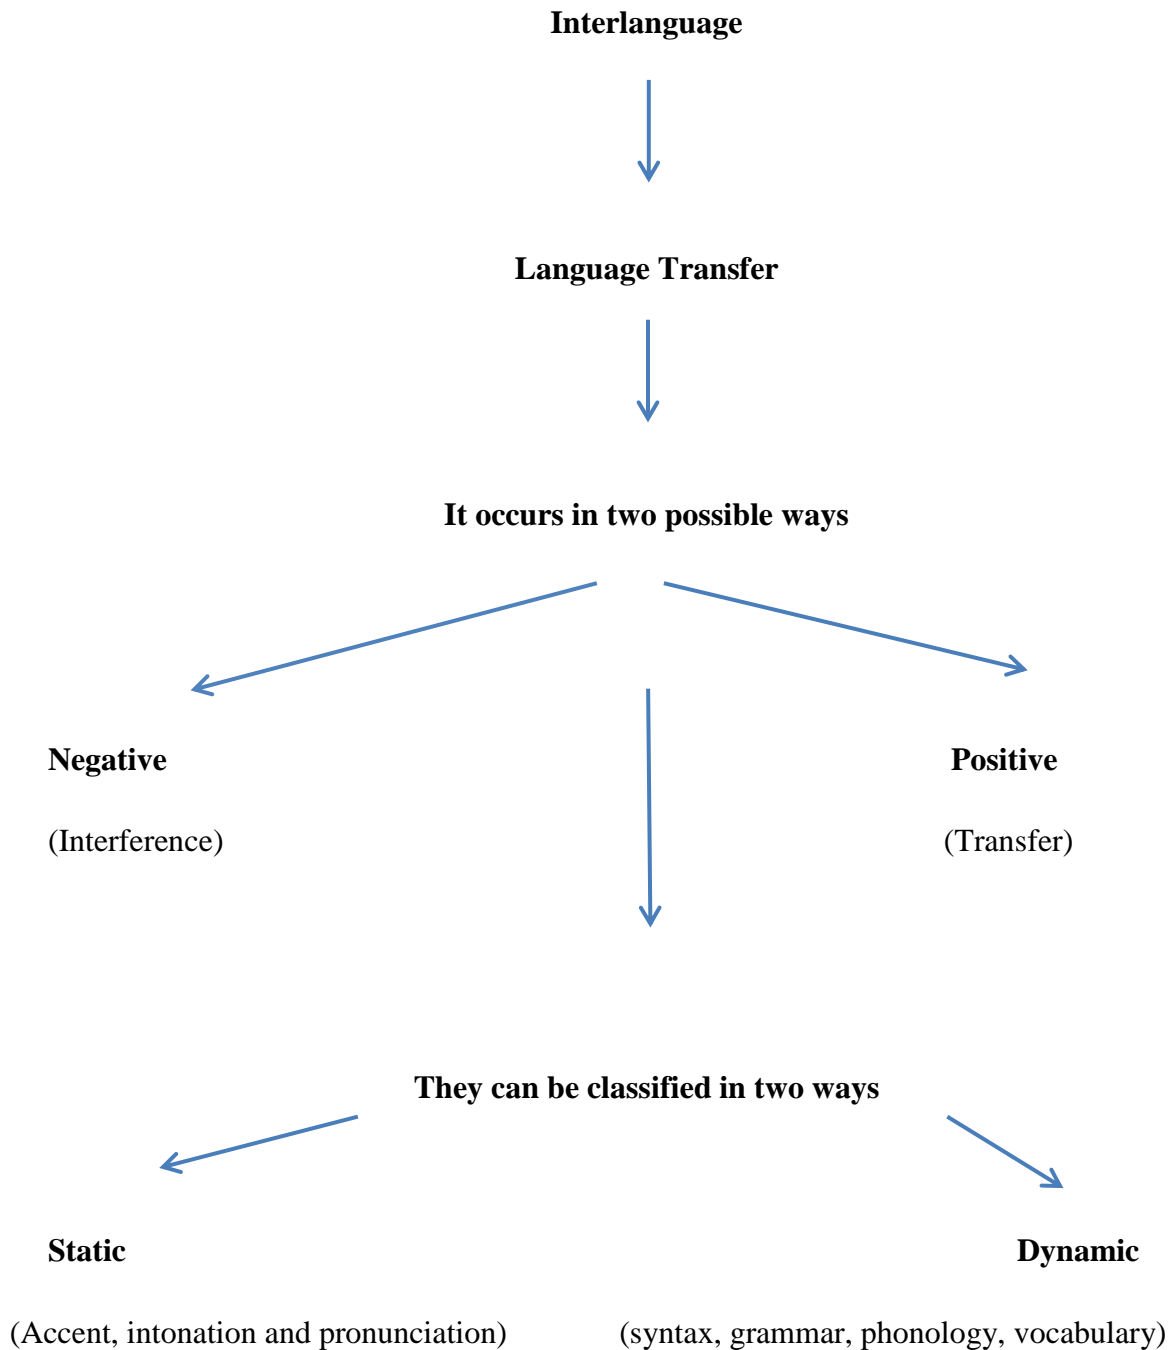 Interlanguage
Language Transfer
It occurs in two possible ways
Negative
Positive
(Interference)
(Transfer)
They can be classified in two ways
Static
Dynamic
(Accent, intonation and pronunciation)
(syntax, grammar, phonology, vocabulary)